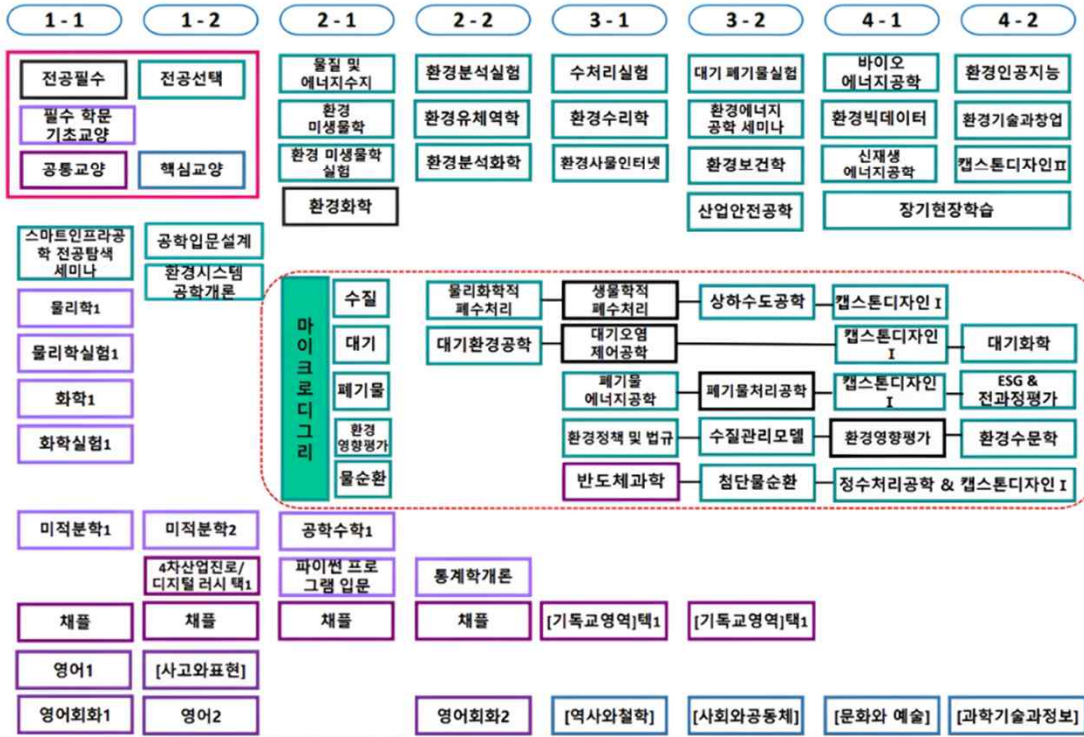 1 - 1
1 - 2
2 - 1
2 - 2
3 - 1
3 - 2
4 - 1
4 - 2
전공필수
전공선택
필수 학문
기초교양
공통교양
핵심교양
물질 및
에너지수지
환경분석실험
수처리실험
대기 폐기물실험
바이오
에너지공학
환경인공지능
환경
미생물학
환경유체역학
환경수리학
환경에너지
공학 세미나
환경빅데이터
환경기술과창업
환경 미생물학
실험
환경분석화학
환경사물인터넷
환경보건학
신재생
에너지공학
캡스톤디자인Ⅱ
환경화학
산업안전공학
장기현장학습
스마트인프라공
학 전공탐색
세미나
공학입문설계
환경시스템
공학개론
물리학1
물리학실험1
화학1
화학실험1
마이크로디그리
수질
물리화학적
폐수처리
생물학적
폐수처리
상하수도공학
캡스톤디자인 I
대기
대기환경공학
대기오염
제어공학
캡스톤디자인
I
대기화학
폐기물
폐기물
에너지공학
폐기물처리공학
캡스톤디자인
I
ESG &
전과정평가
환경
영향평가
환경정책 및 법규
수질관리모델
환경영향평가
환경수문학
물순환
반도체과학
첨단물순환
정수처리공학 & 캡스톤디자인 I
미적분학1
미적분학2
공학수학1
4차산업진로/
디지털 러시 택1
파이썬 프로
그램 입문
통계학개론
채플
채플
채플
채플
[기독교영역]텍1
[기독교영역]택1
영어1
[사고와표현]
영어회화1
영어2
영어회화2
[역사와철학]
[사회와공동체]
[문화와 예술]
[과학기술과정보]